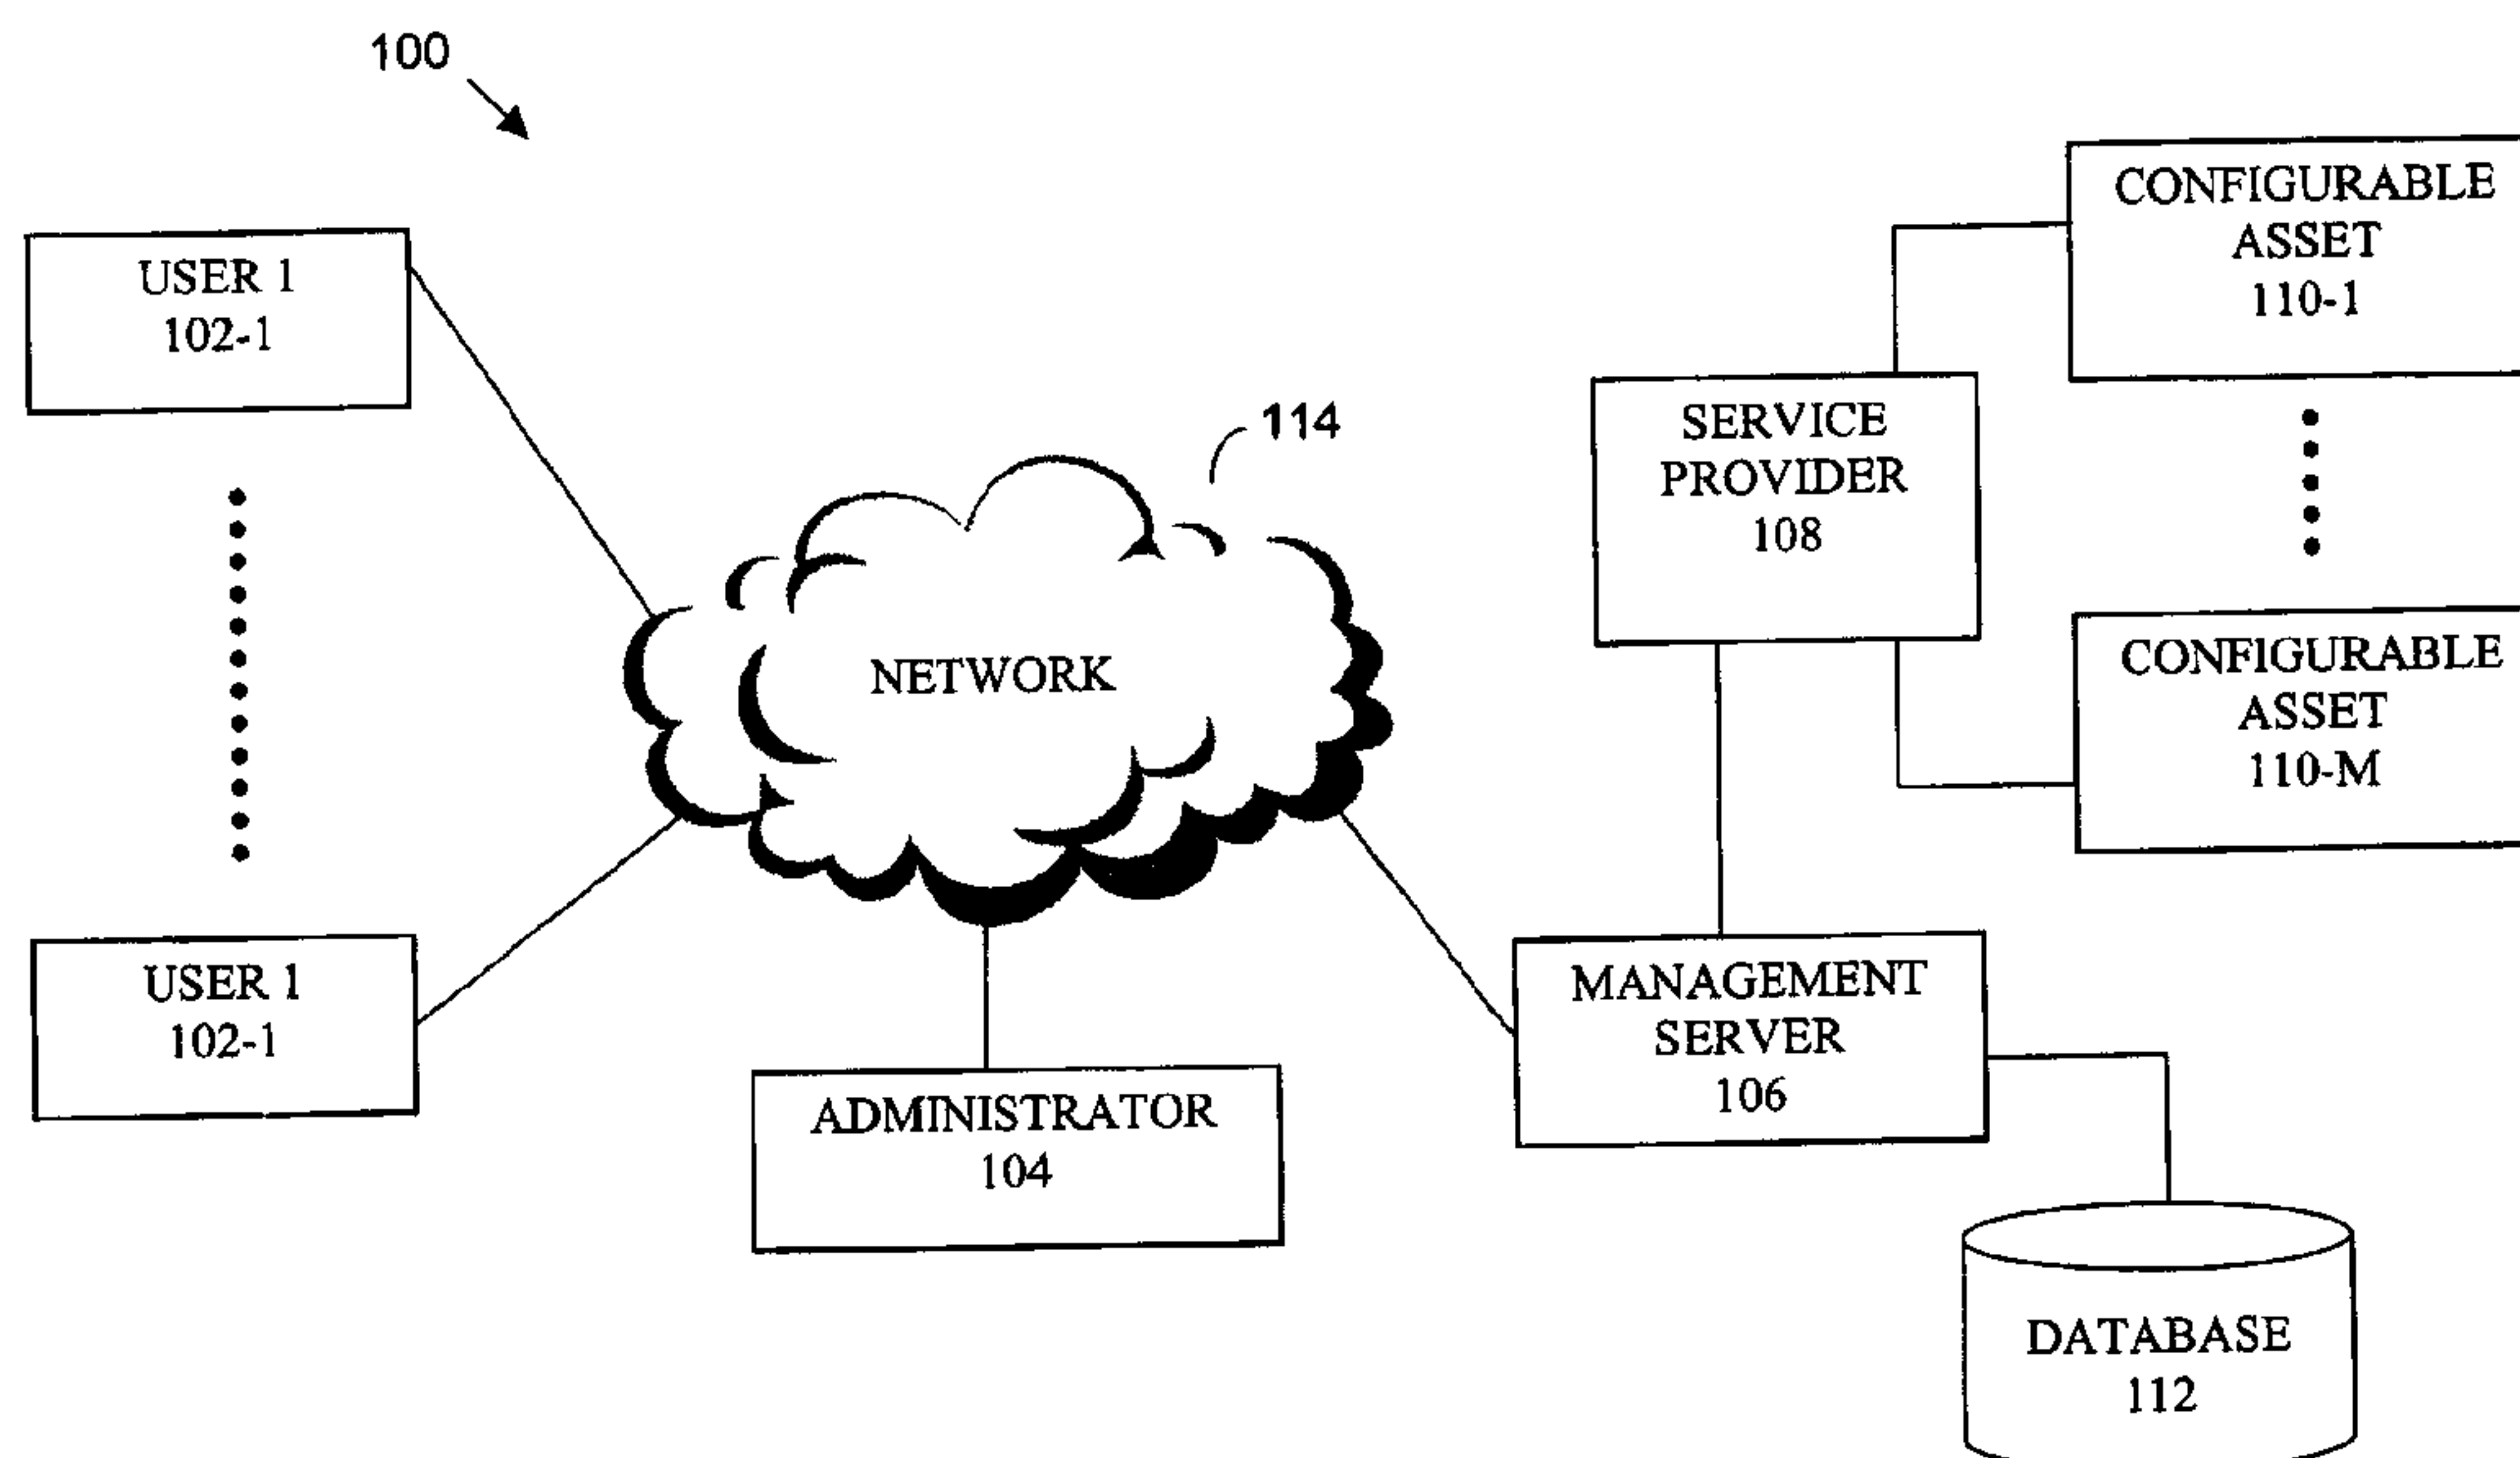 100
USER 1
102-1
114
NETWORK
USER 1
102-1
ADMINISTRATOR
104
SERVICE
PROVIDER
108
CONFIGURABLE
ASSET
110-1
CONFIGURABLE
ASSET
110-M
MANAGEMENT
SERVER
106
DATABASE
112